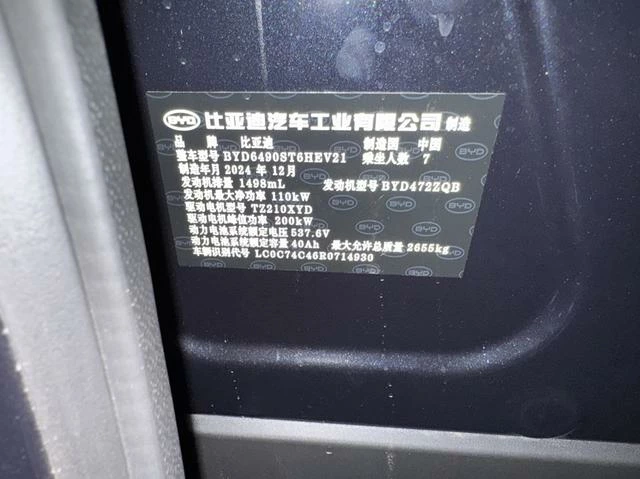 BYD 比亚迪汽车工业有限公司 制造
品 牌 比亚迪 制造国 中国
整车型号 BYD6490ST6HEV21 乘坐人数 7
制造年月 2024 年 12月
发动机排量 1498mL 发动机型号 BYD472ZQB
发动机最大净功率 110kW
驱动电机型号 TZ210XYD
驱动电机峰值功率 200kW
动力电池系统额定电压 537.6V
动力电池系统额定容量 40Ah 最大允许总质量 2655kg
车辆识别代号 LC0C74C46R0714930